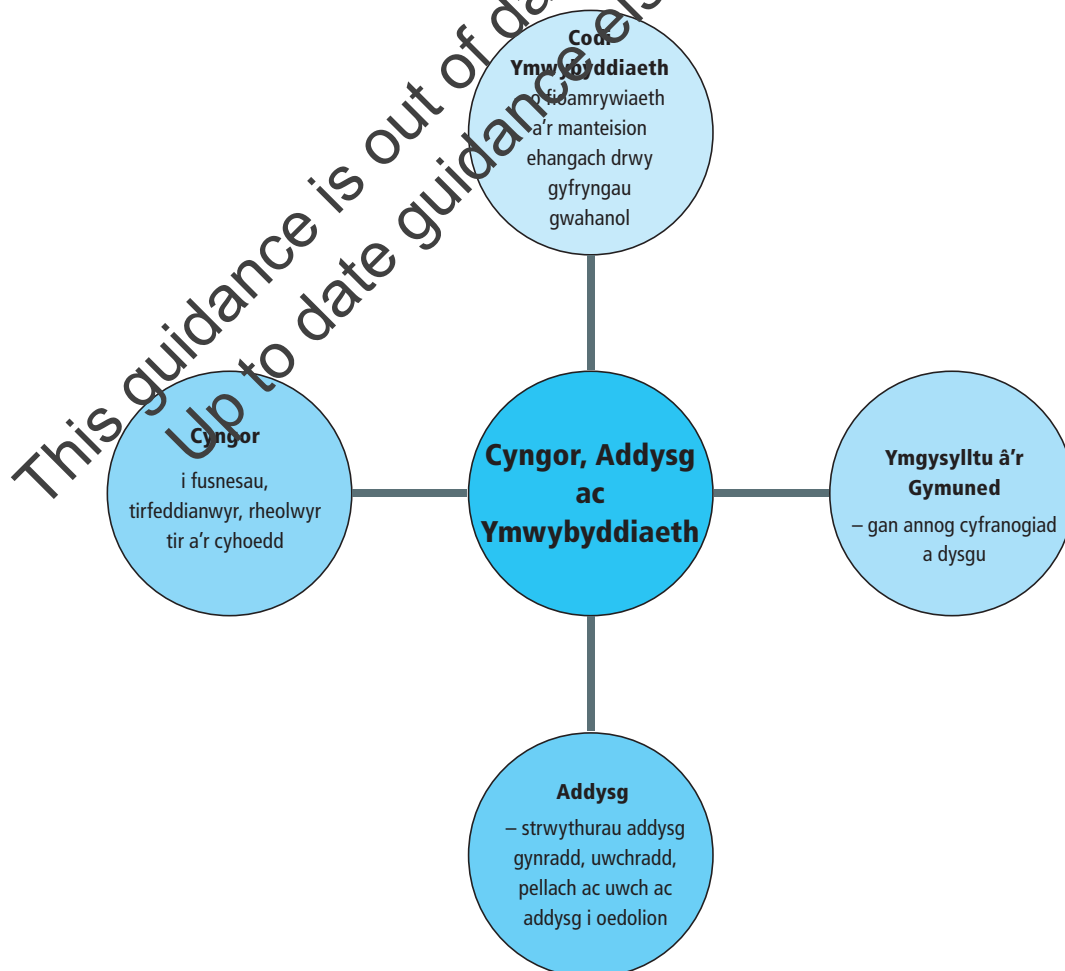 This guidance is out of da
Up to date guidance els
Codi
Ymwybyddiaeth
o fioamrywiaeth
a'r manteision
ehangach drwy
gyfryngau
gwahanol
Cyngor
i fusnesau,
tirfeddianwyr, rheolwyr
tir a'r cyhoedd
Cyngor, Addysg
ac
Ymwybyddiaeth
Ymgysylltu â'r
Gymuned
– gan annog cyfranogiad
a dysgu
Addysg
– strwythurau addysg
gynradd, uwchradd,
pellach ac uwch ac
addysg i oedolion